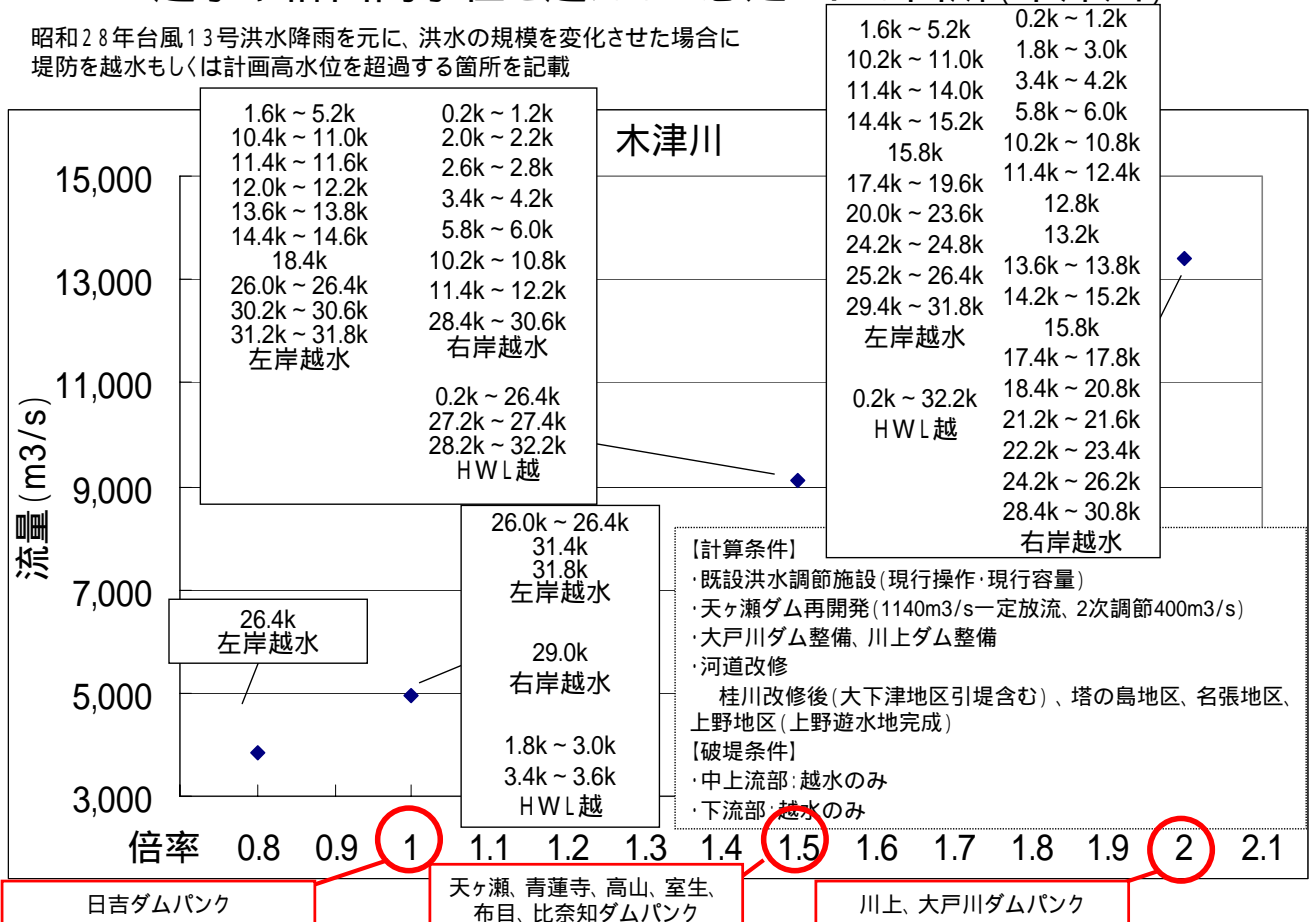 昭和28年台風13号洪水降雨を元に、洪水の規模を変化させた場合に
堤防を越水もしくは計画高水位を超過する箇所を記載
木津川
流量(m3/s)
15,000
13,000
11,000
9,000
7,000
5,000
3,000
1.6k～5.2k
10.4k～11.0k
11.4k～11.6k
12.0k～12.2k
13.6k～13.8k
14.4k～14.6k
18.4k
26.0k～26.4k
30.2k～30.6k
31.2k～31.8k
左岸越水
0.2k～1.2k
2.0k～2.2k
2.6k～2.8k
3.4k～4.2k
5.8k～6.0k
10.2k～10.8k
11.4k～12.2k
28.4k～30.6k
右岸越水
0.2k～26.4k
27.2k～27.4k
28.2k～32.2k
HWL越
1.6k～5.2k
10.2k～11.0k
11.4k～14.0k
14.4k～15.2k
15.8k
17.4k～19.6k
20.0k～23.6k
24.2k～24.8k
25.2k～26.4k
29.4k～31.8k
左岸越水
0.2k～32.2k
HWL越
0.2k～1.2k
1.8k～3.0k
3.4k～4.2k
5.8k～6.0k
10.2k～10.8k
11.4k～12.4k
12.8k
13.2k
13.6k～13.8k
14.2k～15.2k
15.8k
17.4k～17.8k
18.4k～20.8k
21.2k～21.6k
22.2k～23.4k
24.2k～26.2k
28.4k～30.8k
右岸越水
26.4k
左岸越水
26.0k～26.4k
31.4k
31.8k
左岸越水
29.0k
右岸越水
1.8k～3.0k
3.4k～3.6k
HWL越
【計算条件】
・既設洪水調節施設(現行操作・現行容量)
・天ヶ瀬ダム再開発(1140m3/s一定放流、2次調節400m3/s)
・大戸川ダム整備、川上ダム整備
・河道改修
桂川改修後(大下津地区引堤含む)、塔の島地区、名張地区、
上野地区(上野遊水地完成)
【破堤条件】
・中上流部:越水のみ
・下流部:越水のみ
倍率 0.8 0.9 1 1.1 1.2 1.3 1.4 1.5 1.6 1.7 1.8 1.9 2 2.1
日吉ダムパンク
天ヶ瀬、青蓮寺、高山、室生、
布目、比奈知ダムパンク
川上、大戸川ダムパンク